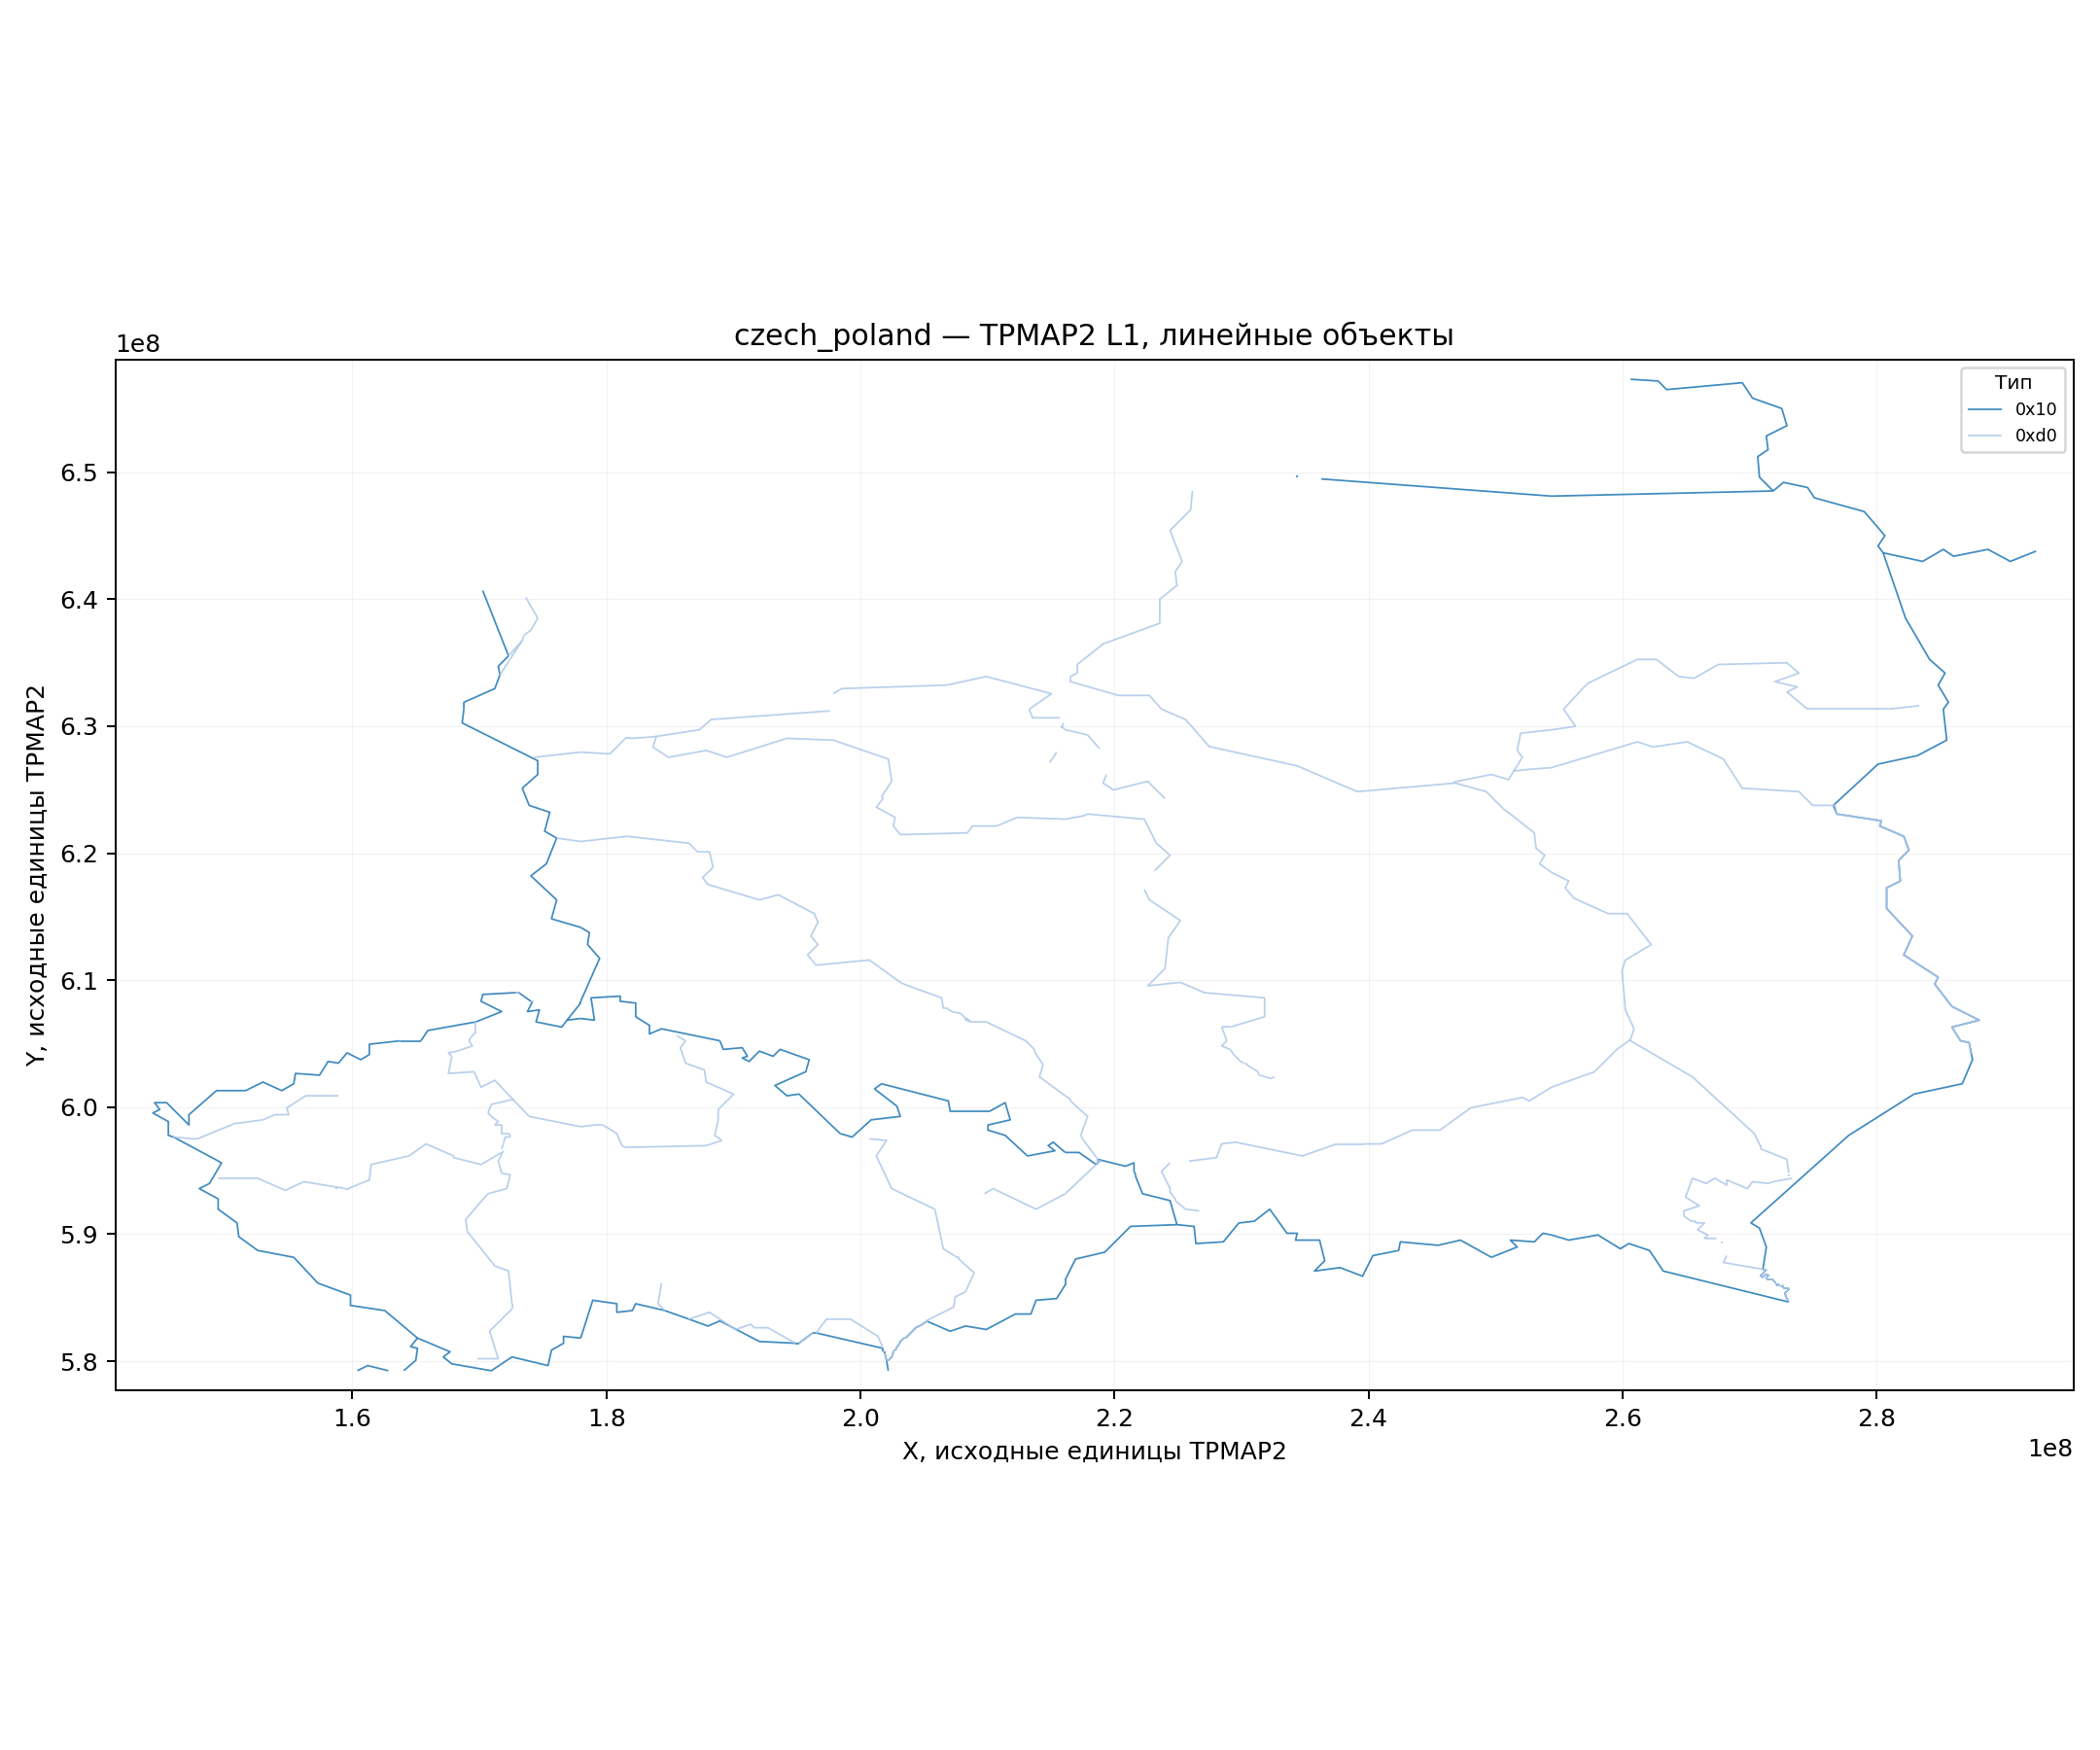 czech_poland — TPMAP2 L1, линейные объекты
1e8
Тип
0x10
0xd0
6.5
6.4
6.3
6.2
6.1
6.0
5.9
5.8
Y, исходные единицы TPMAP2
1.6 1.8 2.0 2.2 2.4 2.6 2.8
1e8
X, исходные единицы TPMAP2